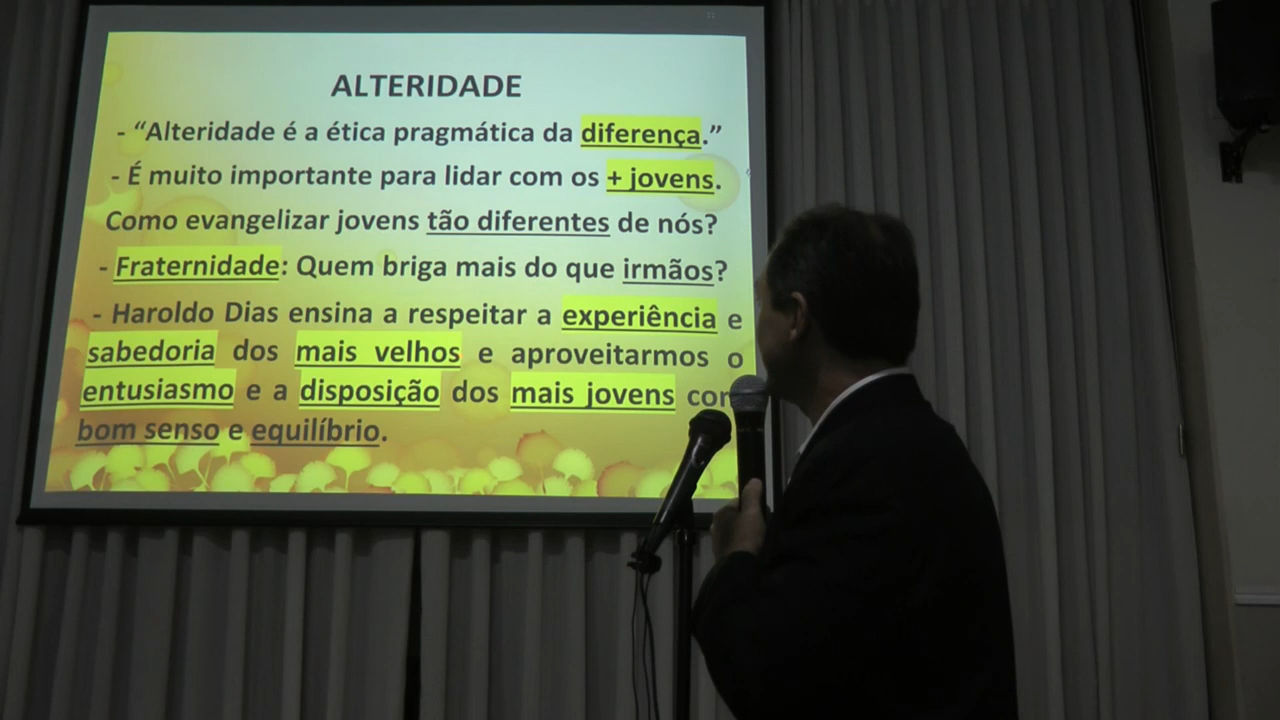 ALTERIDADE
- “Alteridade é a ética pragmática da diferença.”
- É muito importante para lidar com os + jovens.
Como evangelizar jovens tão diferentes de nós?
- Fraternidade: Quem briga mais do que irmãos?
- Haroldo Dias ensina a respeitar a experiência e
sabedoria dos mais velhos e aproveitarmos o
entusiasmo e a disposição dos mais jovens
bom senso e equilíbrio.